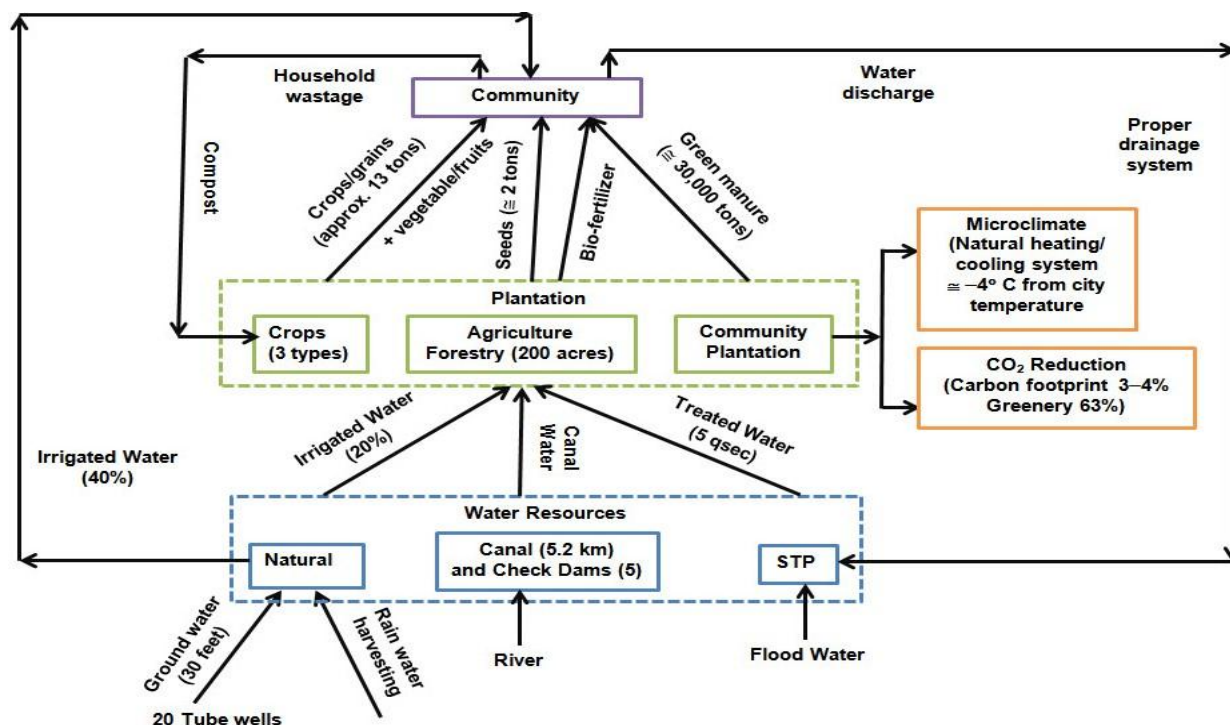 Household
wastage
Community
Water
discharge
Proper
drainage
system
Compost
Crops/grains
(approx. 13 tons)
+ vegetable/fruits
Seeds (≅ 2 tons)
Bio-fertilizer
Green manure
(≅ 30,000 tons)
Microclimate
(Natural heating/
cooling system
≅ –4º C from city
temperature
Plantation
Crops
(3 types)
Agriculture
Forestry (200 acres)
Community
Plantation
CO₂ Reduction
(Carbon footprint 3–4%
Greenery 63%)
Irrigated Water
(40%)
Irrigated Water
(20%)
Canal
Water
Treated Water
(5 qsec)
Water Resources
Natural
Canal (5.2 km)
and Check Dams (5)
STP
Ground water
(30 feet)
Rain water
harvesting
River
Flood Water
20 Tube wells